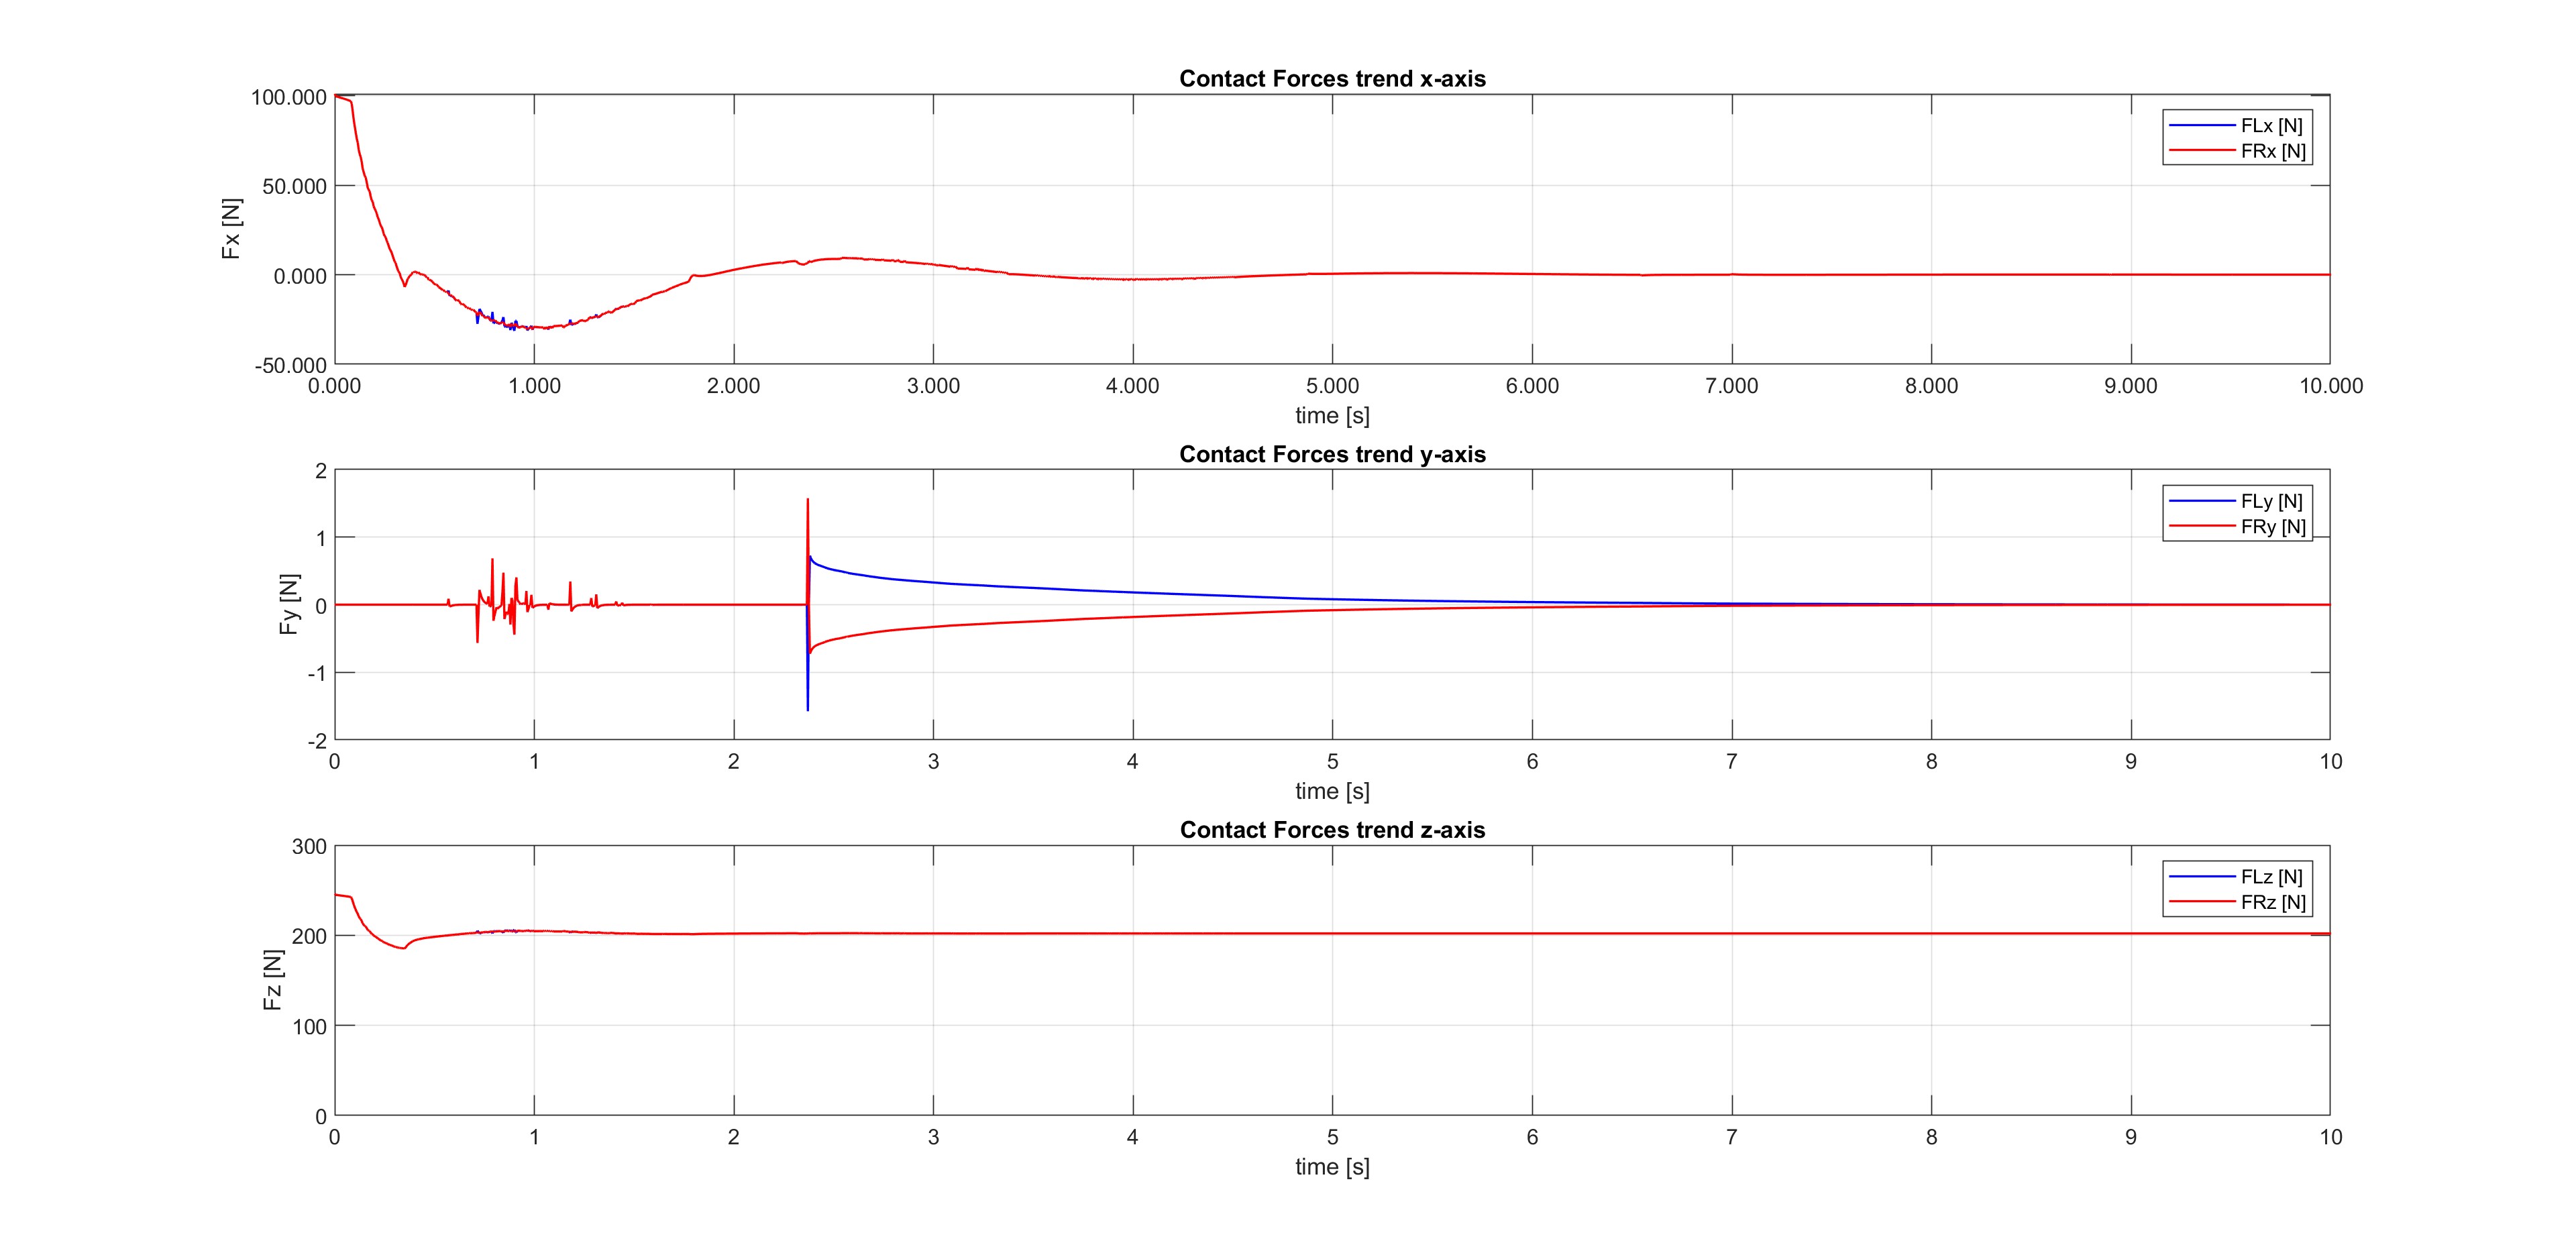 Contact Forces trend x-axis
100.000
50.000
0.000
-50.000
Fx [N]
FLx [N]
FRx [N]
0.000 1.000 2.000 3.000 4.000 5.000 6.000 7.000 8.000 9.000 10.000
time [s]
Contact Forces trend y-axis
2
1
0
-1
-2
Fy [N]
FLy [N]
FRy [N]
0 1 2 3 4 5 6 7 8 9 10
time [s]
Contact Forces trend z-axis
300
200
100
0
Fz [N]
FLz [N]
FRz [N]
0 1 2 3 4 5 6 7 8 9 10
time [s]